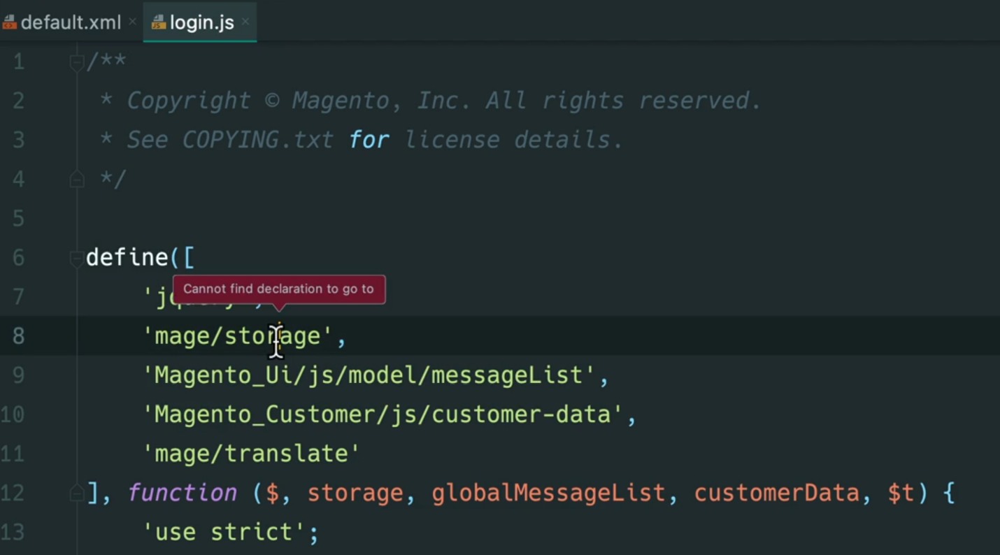 default.xml
login.js
1 /**
2 * Copyright © Magento, Inc. All rights reserved.
3 * See COPYING.txt for license details.
4 */
5
6 define([
Cannot find declaration to go to
7 'jquery',
8 'mage/storage',
9 'Magento_Ui/js/model/messageList',
10 'Magento_Customer/js/customer-data',
11 'mage/translate'
12 ], function ($, storage, globalMessageList, customerData, $t) {
13 'use strict';